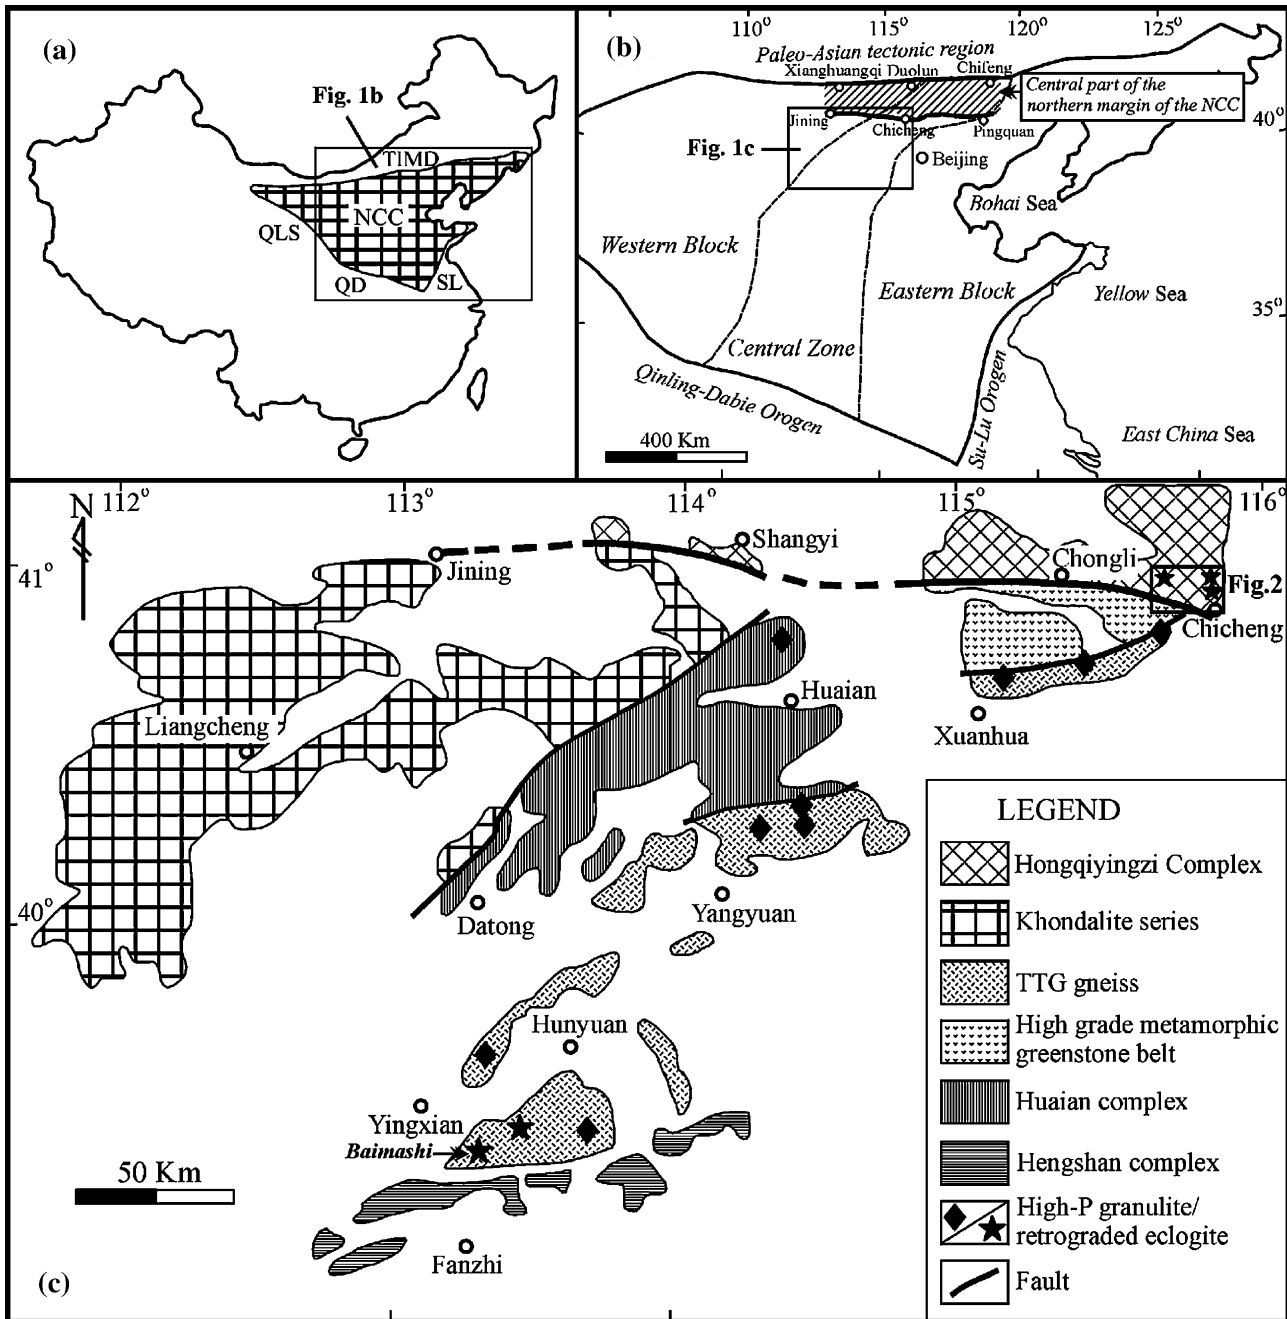 (a)
Fig. 1b
TIMD
NCC
QLS
QD
SL
(b)
110°
115°
120°
125°
Paleo-Asian tectonic region
Xianghuangqi
Duolun
Chifeng
Central part of the
northern margin of the NCC
40°
Jining
Chicheng
Pingquan
Fig. 1c
Beijing
Bohai Sea
Western Block
Eastern Block
Yellow Sea
35°
Central Zone
Qinling-Dabie Orogen
Su-Lu Orogen
400 Km
East China Sea
N
112°
113°
114°
115°
116°
41°
Jining
Shangyi
Chongli
Fig.2
Chicheng
Liangcheng
Huaian
Xuanhua
40°
Datong
Yangyuan
Hunyuan
Yingxian
Baimashi
50 Km
Fanzhi
(c)
LEGEND
Hongqiyingzi Complex
Khondalite series
TTG gneiss
High grade metamorphic
greenstone belt
Huaian complex
Hengshan complex
High-P granulite/
retrograded eclogite
Fault